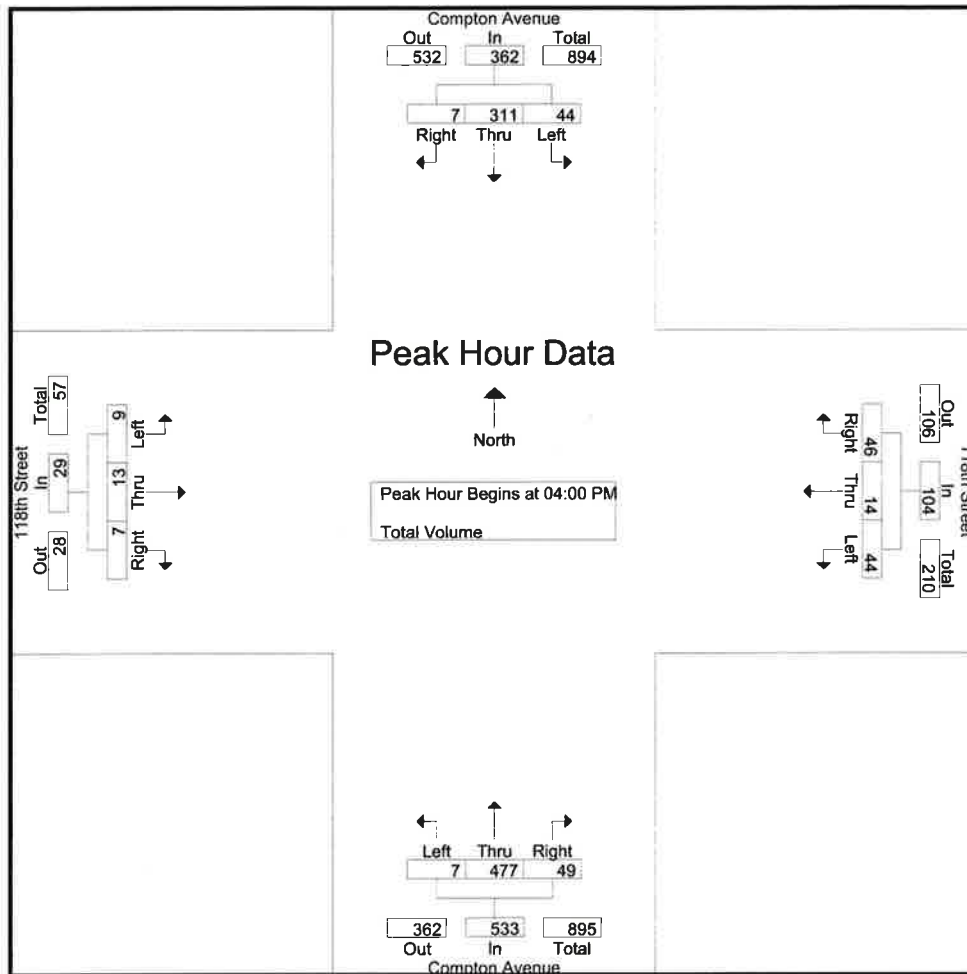 Compton Avenue
Out In Total
532 362 894
7 311 44
Right Thru Left
Peak Hour Data
North
Peak Hour Begins at 04:00 PM
Total Volume
118th Street
Total In Out
57 29 28
9 13 7
Left Thru Right
Right Thru Left
46 14 44
Out In Total
106 104 210
Street
Left Thru Right
7 477 49
362 533 895
Out In Total
Compton Avenue